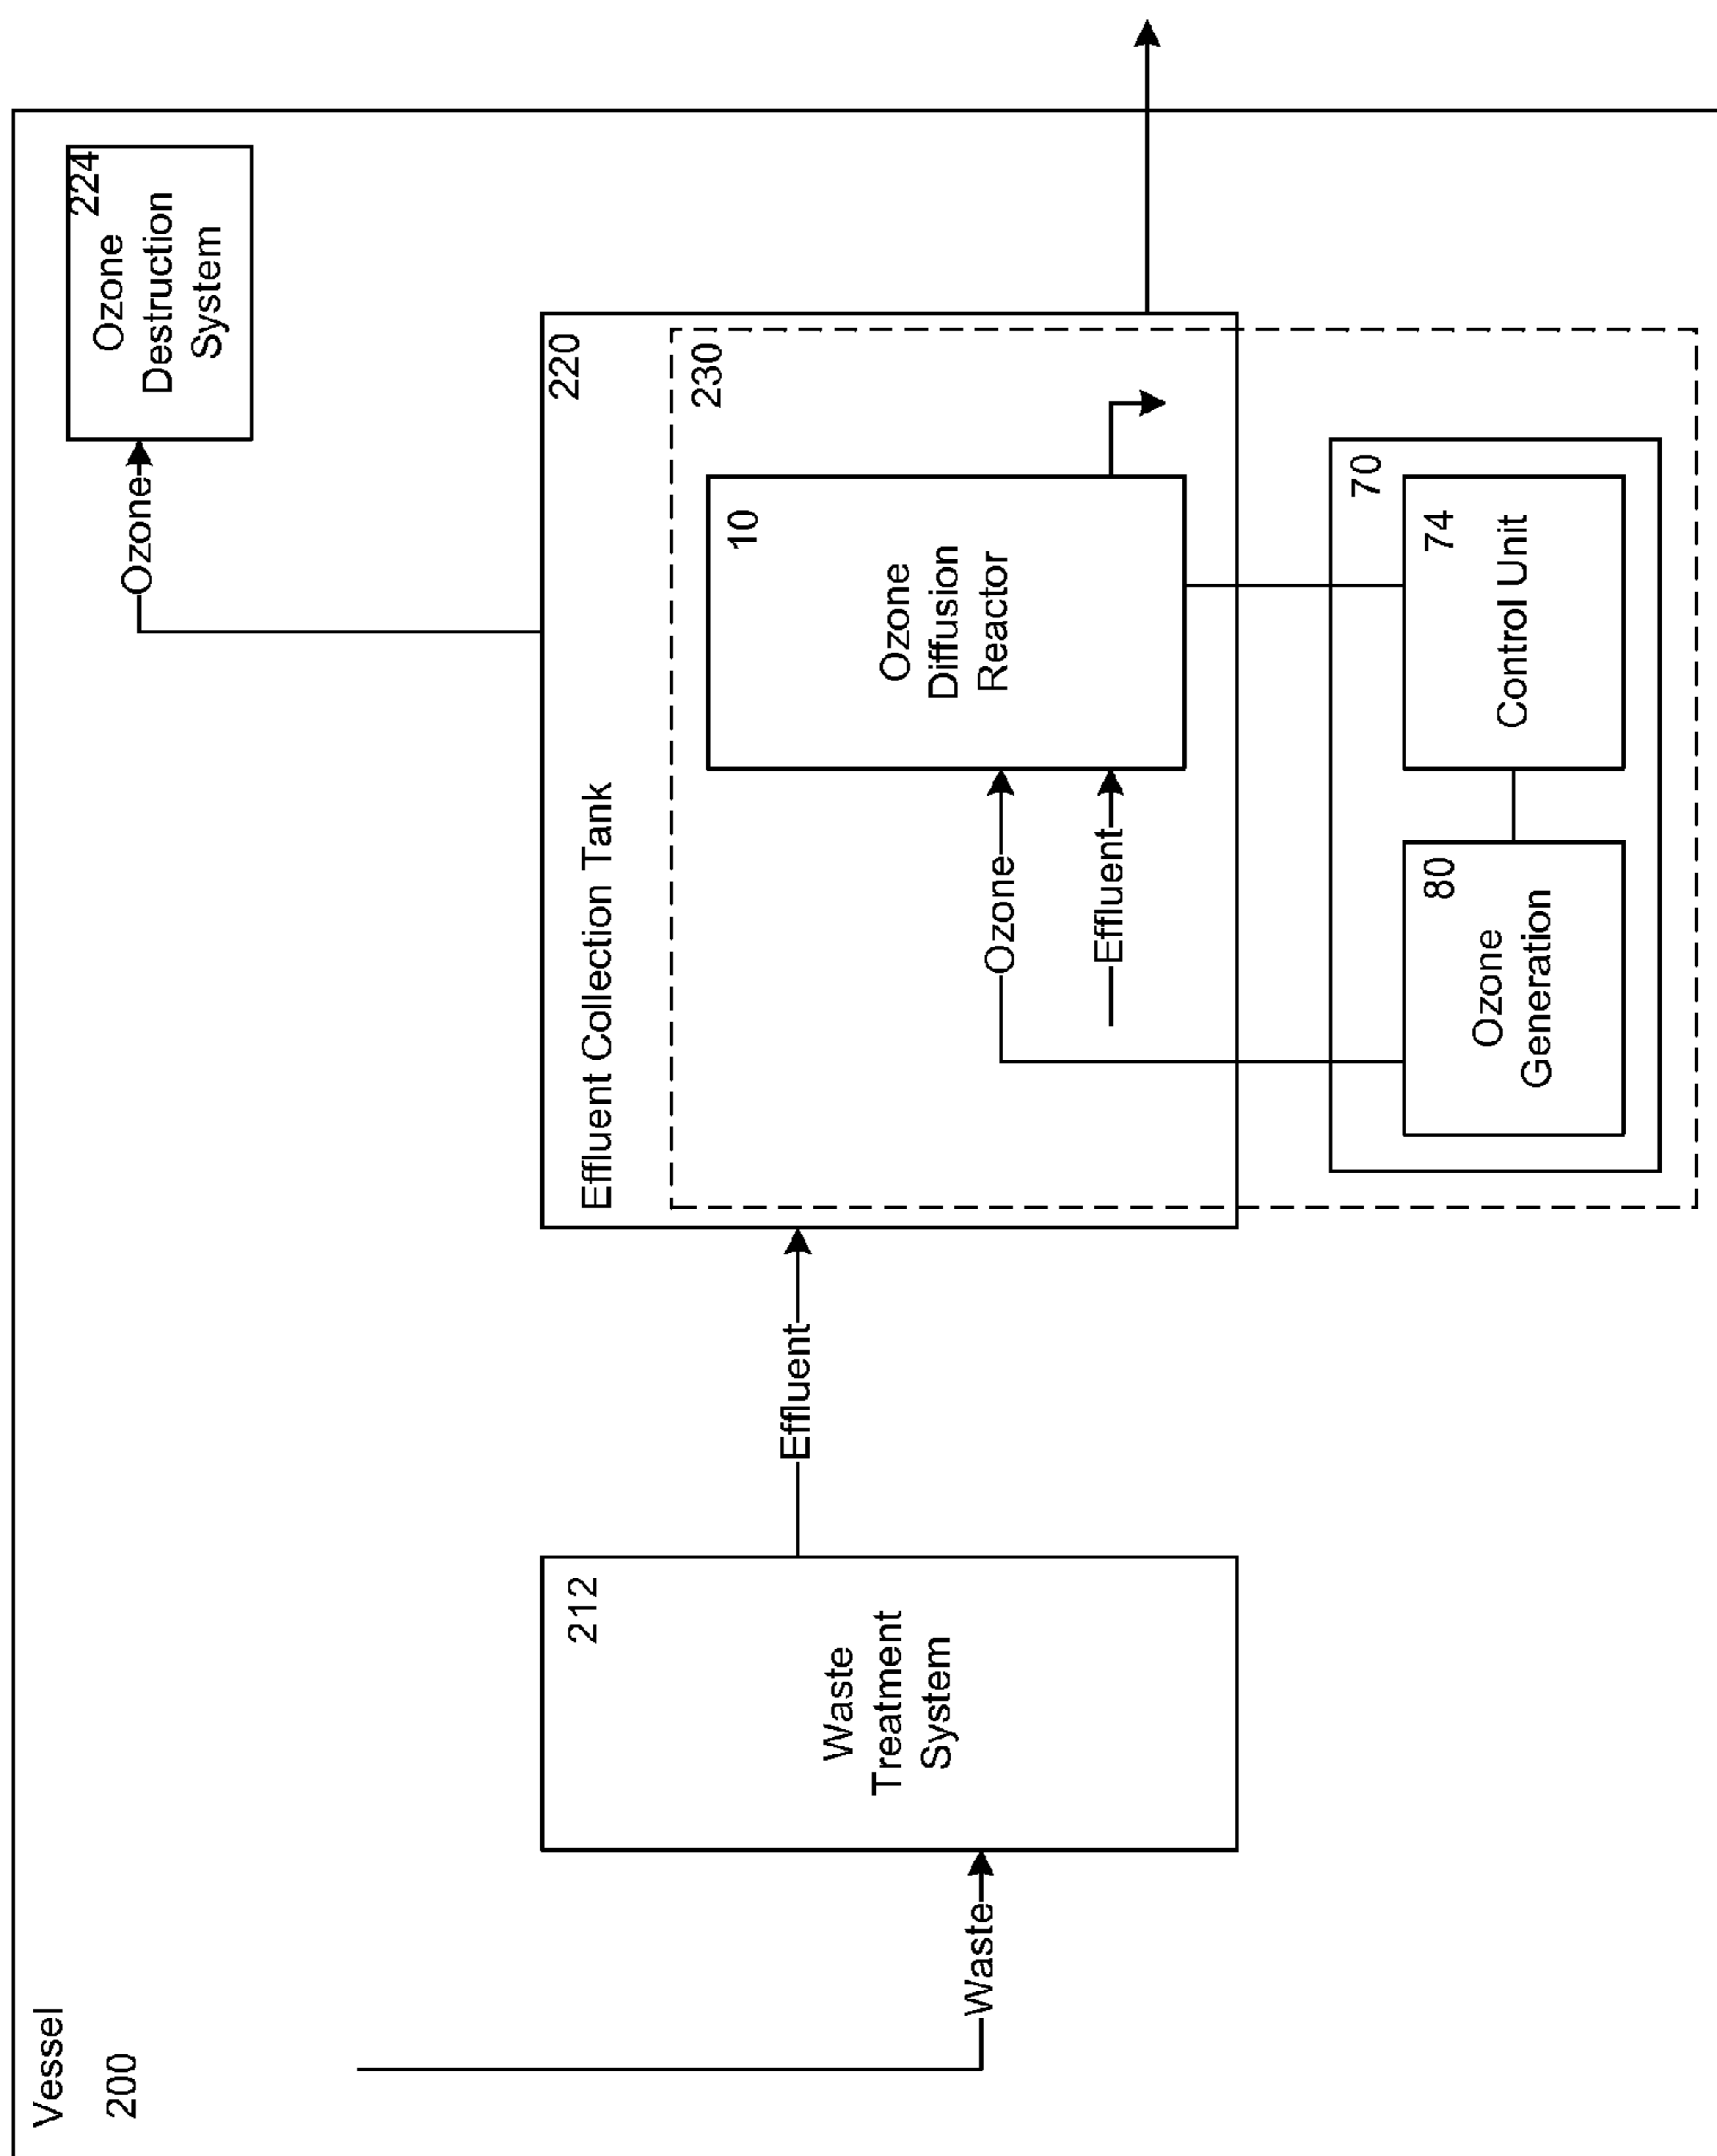 Vessel
200
Waste
212
Waste
Treatment
System
Effluent
220
Effluent Collection Tank
230
10
Ozone
Diffusion
Reactor
Ozone
Effluent
70
80
Ozone
Generation
74
Control Unit
Ozone
224
Ozone
Destruction
System